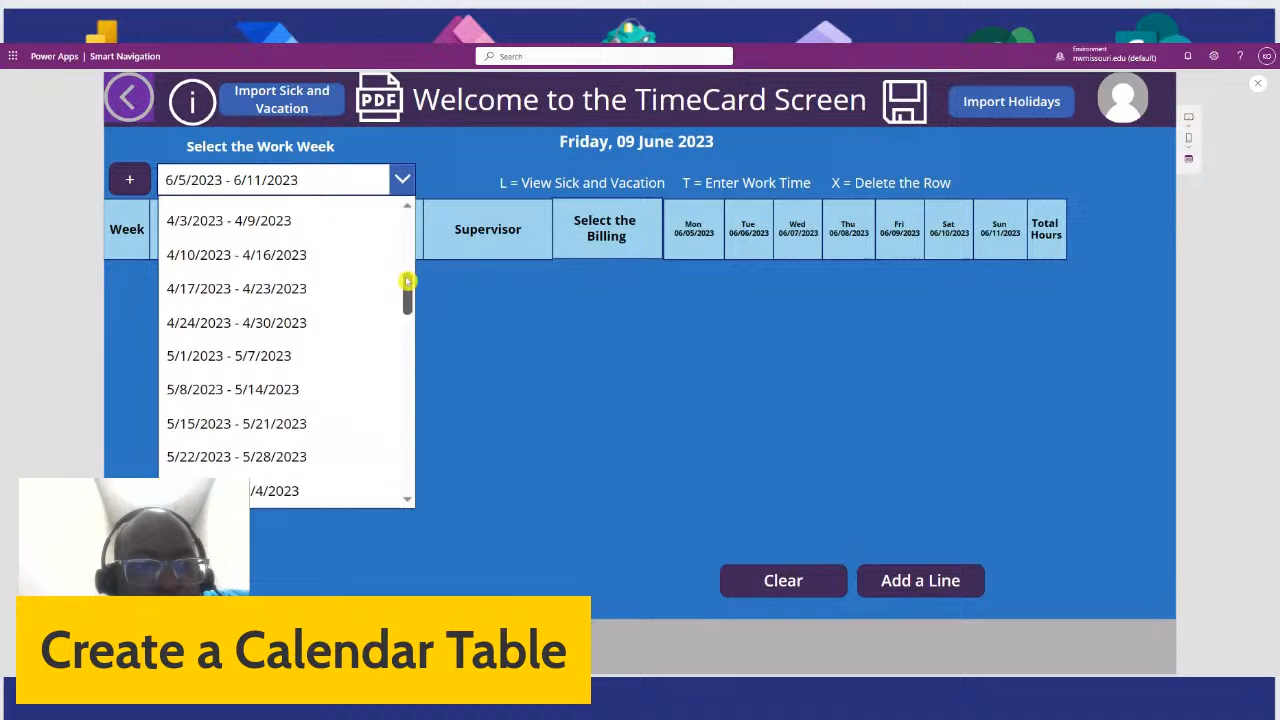 Power Apps | Smart Navigation
Search
Environment
nwmissouri.edu (default)
?
KO
i
Import Sick and
Vacation
PDF
Welcome to the TimeCard Screen
Import Holidays
Select the Work Week
Friday, 09 June 2023
+
6/5/2023 - 6/11/2023
L = View Sick and Vacation T = Enter Work Time X = Delete the Row
Week
Supervisor
Select the
Billing
Mon
06/05/2023
Tue
06/06/2023
Wed
06/07/2023
Thu
06/08/2023
Fri
06/09/2023
Sat
06/10/2023
Sun
06/11/2023
Total
Hours
4/3/2023 - 4/9/2023
4/10/2023 - 4/16/2023
4/17/2023 - 4/23/2023
4/24/2023 - 4/30/2023
5/1/2023 - 5/7/2023
5/8/2023 - 5/14/2023
5/15/2023 - 5/21/2023
5/22/2023 - 5/28/2023
/4/2023
Clear
Add a Line
Create a Calendar Table